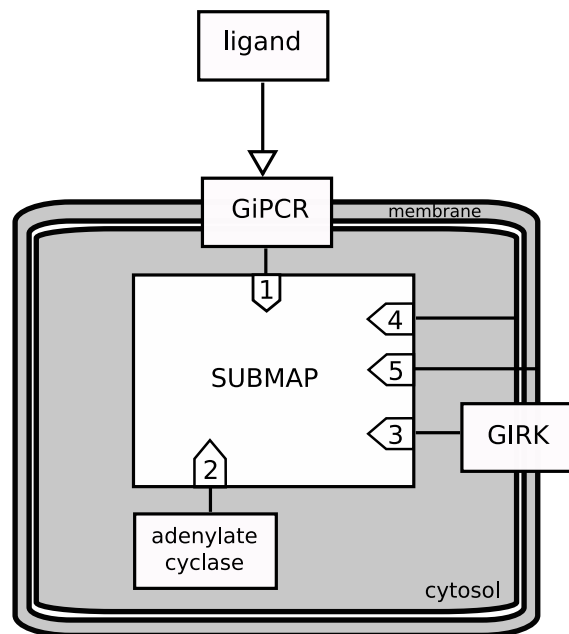 ligand
GiPCR
membrane
1
4
SUBMAP
5
3
GIRK
2
adenylate
cyclase
cytosol